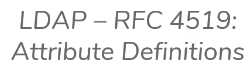 LDAP – RFC 4519:
Attribute Definitions